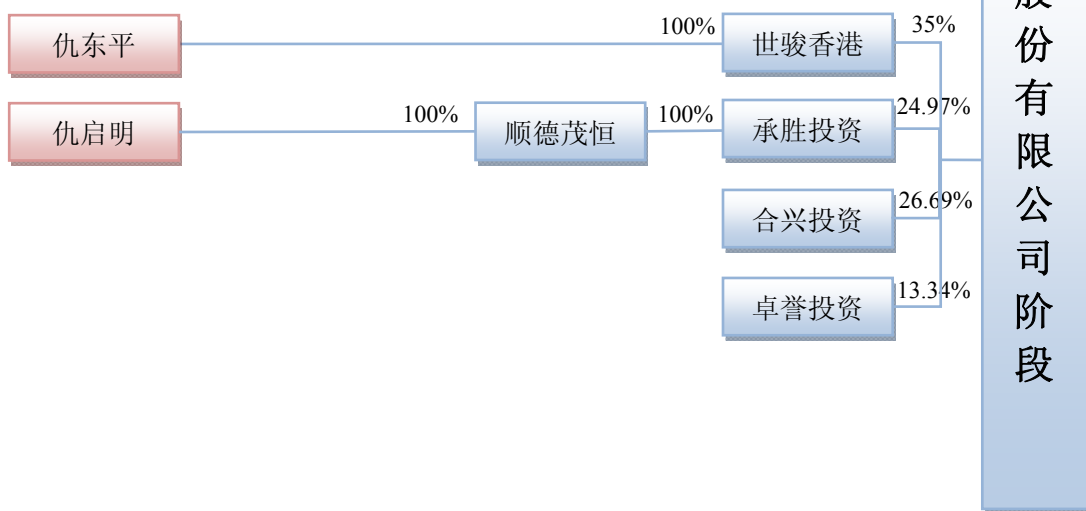 仇东平
100%
世骏香港
35%
仇启明
100%
顺德茂恒
100%
承胜投资
24.97%
合兴投资
26.69%
卓誉投资
13.34%
份有限公司阶段